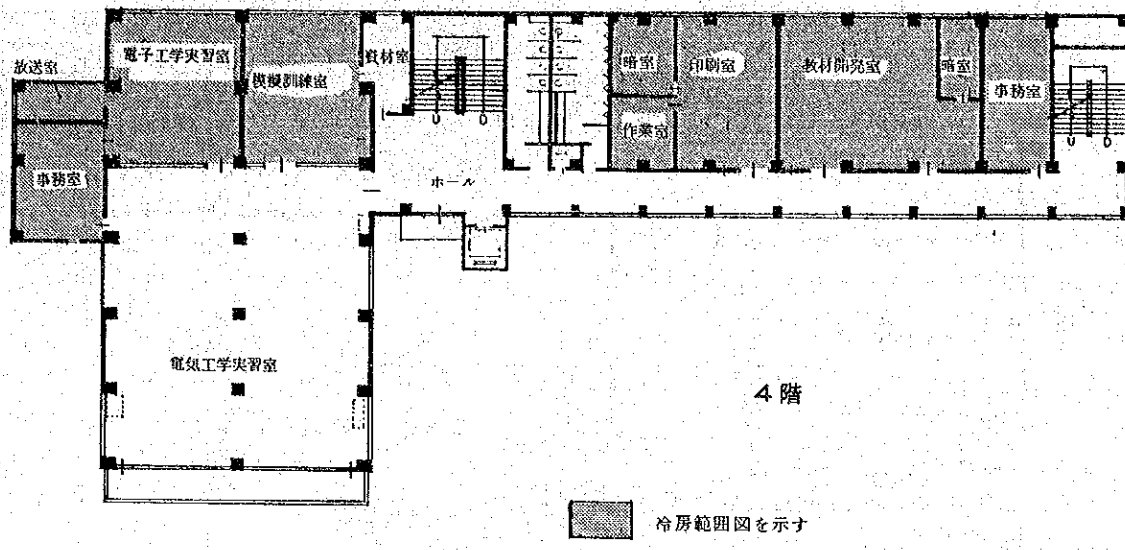 放送室
電子工学実習室
模擬訓練室
資材室
暗室
印刷室
教材開発室
暗室
事務室
作業室
事務室
ホール
U D
U D
電気工学実習室
4階
冷房範囲図を示す